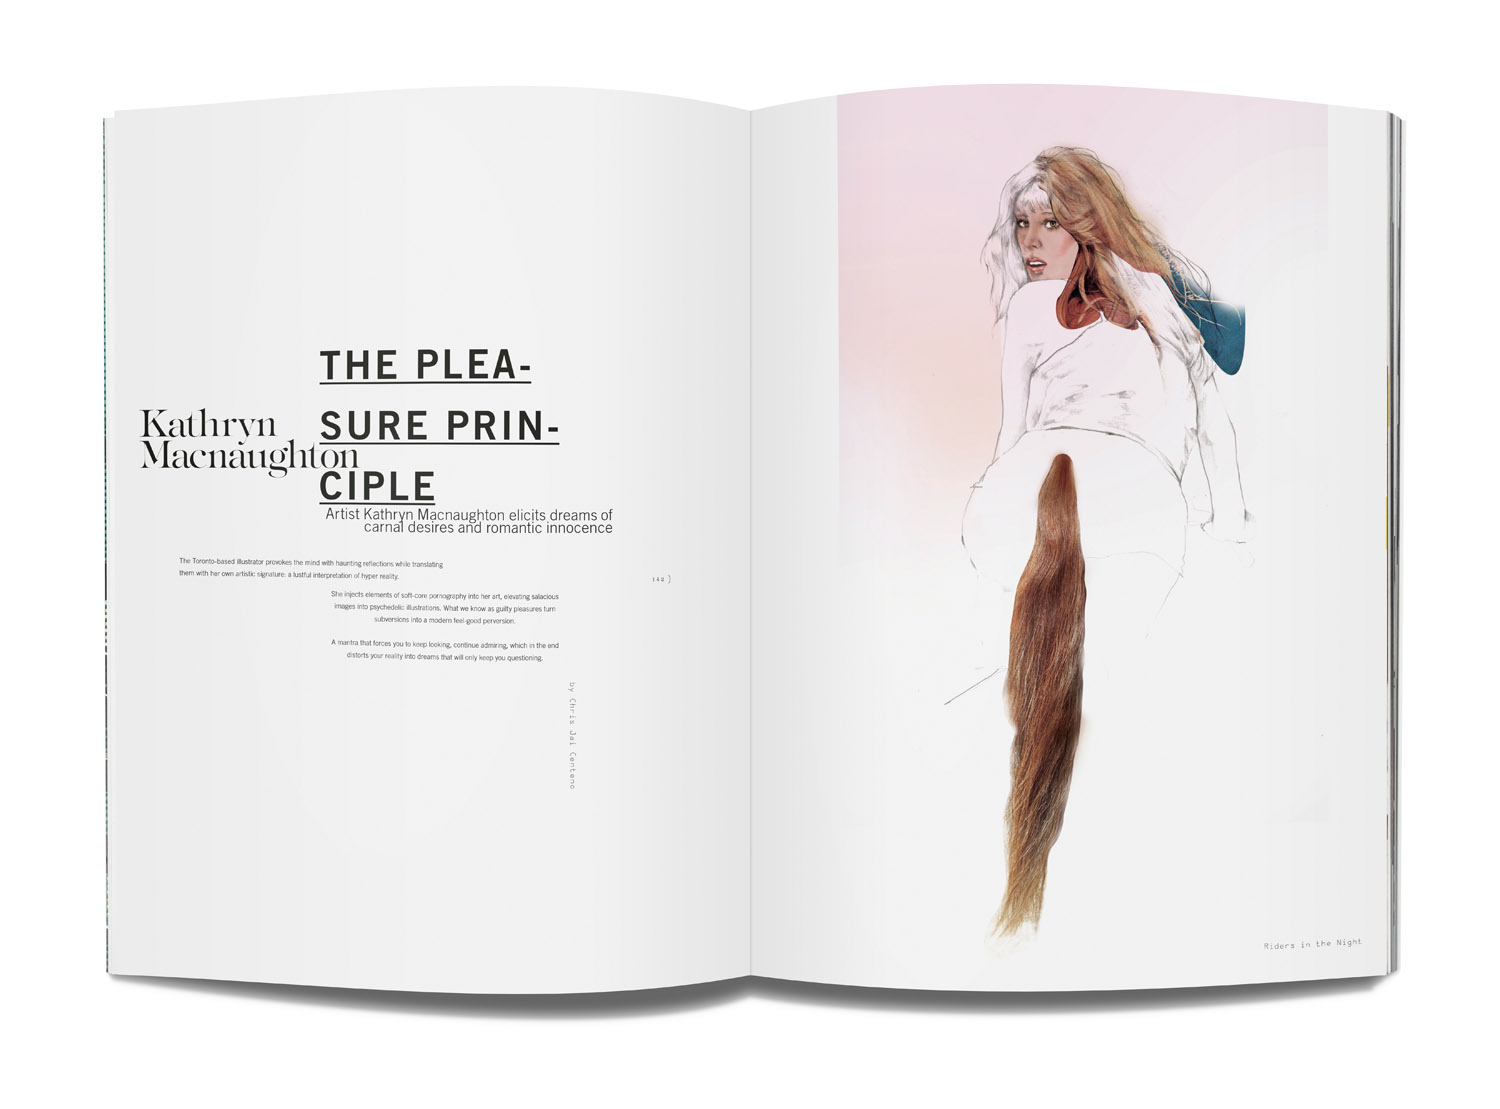 Kathryn
Macnaughton
THE PLEA-
SURE PRIN-
CIPLE
Artist Kathryn Macnaughton elicits dreams of
carnal desires and romantic innocence
The Toronto-based illustrator provokes the mind with haunting reflections while translating
them with her own artistic signature: a lustful interpretation of hyper reality.
She injects elements of soft-core pornography into her art, elevating salacious
images into psychedelic illustrations. What we know as guilty pleasures turn
subversions into a modern feel-good perversion.
A mantra that forces you to keep looking, continue admiring, which in the end
distorts your reality into dreams that will only keep you questioning.
by Chris Jai Centeno
142 )
Riders in the Night